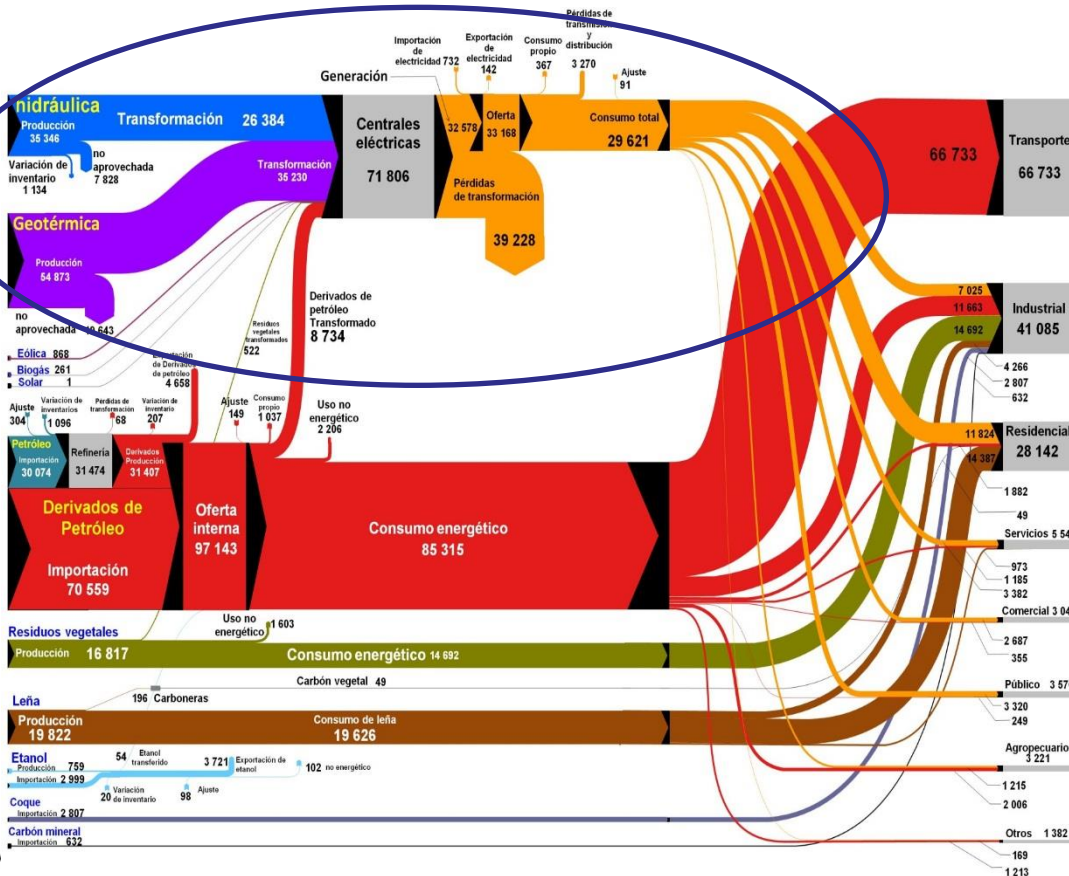 Pérdidas de
transmisión
y
distribución
3 270
Importación
de
electricidad
732
Exportación
de
electricidad
142
Consumo
propio
367
Ajuste
91
Generación
hidráulica
Producción
35 346
Transformación 26 384
no
aprovechada
7 828
Variación de
inventario
1 134
Centrales
eléctricas
71 806
32 578
Oferta
33 168
Consumo total
29 621
Pérdidas
de transformación
39 228
Transformación
35 230
Geotérmica
Producción
54 873
no
aprovechada
643
Eólica 868
Biogás 261
Solar 1
Residuos
vegetales
transformados
522
Derivados de
petróleo
Transformado
8 734
Exportación
de Derivados
de petróleo
4 658
Ajuste
304
Variación de
inventarios
1 096
Perdidas de
transformación
68
Variación de
inventario
207
Ajuste
149
Consumo
propio
1 037
Uso no
energético
2 206
Petróleo
Importación
30 074
Refinería
31 474
Derivados
Producción
31 407
Derivados de
Petróleo
Importación
70 559
Oferta
interna
97 143
Consumo energético
85 315
Residuos vegetales
Producción 16 817
Uso no
energético
1 603
Consumo energético 14 692
Carbón vegetal 49
196 Carboneras
Leña
Producción
19 822
Consumo de leña
19 626
Etanol
Producción 759
Importación 2 999
54
Etanol
transferido
3 721
Exportación de
etanol
102 no energético
20
Variación
de inventario
98
Ajuste
Coque
Importación 2 807
Carbón mineral
Importación 632
66 733
Transporte
66 733
7 025
11 663
14 692
Industrial
41 085
4 266
2 807
632
11 824
14 387
Residencial
28 142
1 882
49
Servicios 5 54
973
1 185
3 382
Comercial 3 04
2 687
355
Público 3 57
3 320
249
Agropecuario
3 221
1 215
2 006
Otros 1 382
169
1 213